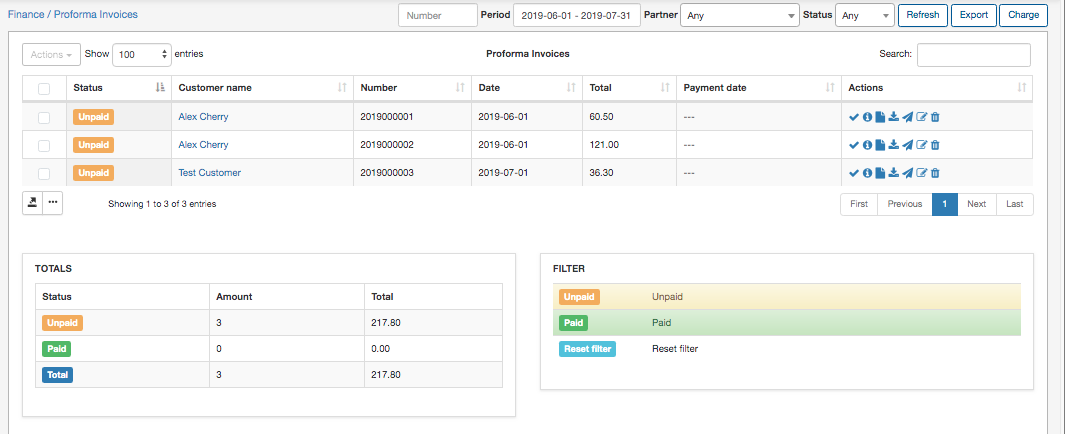 Finance / Proforma Invoices Number Period 2019-06-01 - 2019-07-31 Partner Any Status Any Refresh Export Charge
Actions Show 100 entries Proforma Invoices Search:
Status Customer name Number Date Total Payment date Actions
Unpaid Alex Cherry 2019000001 2019-06-01 60.50 ---
Unpaid Alex Cherry 2019000002 2019-06-01 121.00 ---
Unpaid Test Customer 2019000003 2019-07-01 36.30 ---
Showing 1 to 3 of 3 entries First Previous 1 Next Last
TOTALS
Status Amount Total
Unpaid 3 217.80
Paid 0 0.00
Total 3 217.80
FILTER
Unpaid Unpaid
Paid Paid
Reset filter Reset filter